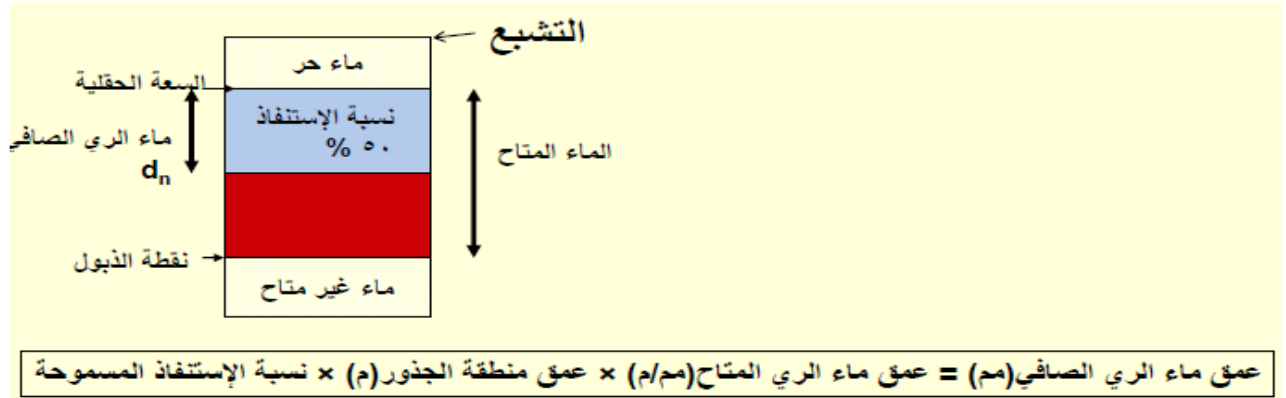 التشبع
ماء حر
السعة الحقلية
نسبة الإستنفاذ
٥٠ %
ماء الري الصافي
dn
الماء المتاح
نقطة الذبول
ماء غير متاح
عمق ماء الري الصافي(مم) = عمق ماء الري المتاح(مم/م) × عمق منطقة الجذور(م) × نسبة الإستنفاذ المسموحة